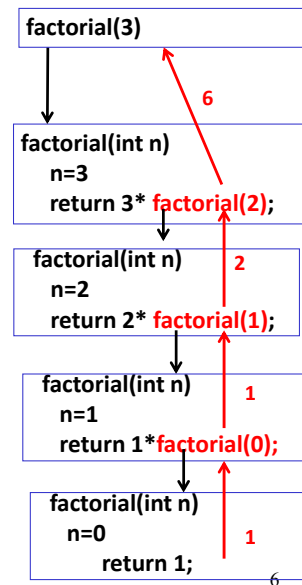 factorial(3)
6
factorial(int n)
n=3
return 3* factorial(2);
2
factorial(int n)
n=2
return 2* factorial(1);
1
factorial(int n)
n=1
return 1*factorial(0);
1
factorial(int n)
n=0
return 1;
6